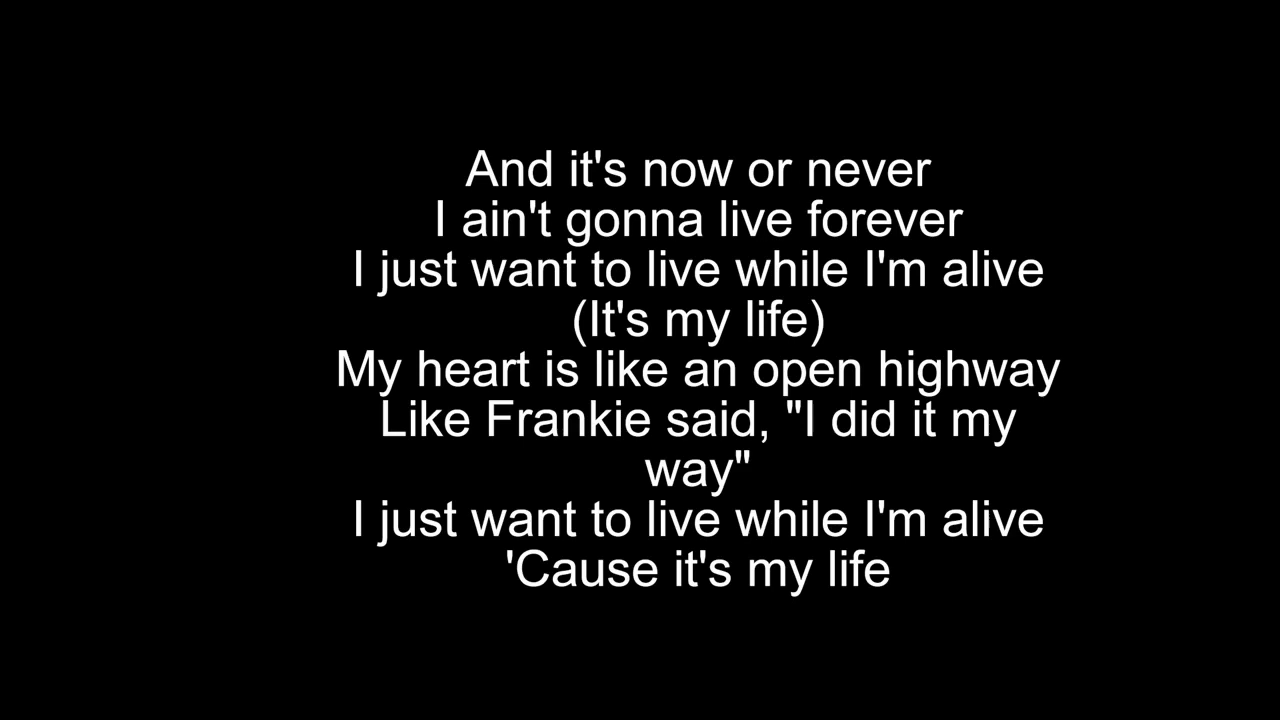 And it's now or never
I ain't gonna live forever
I just want to live while I'm alive
(It's my life)
My heart is like an open highway
Like Frankie said, "I did it my
way"
I just want to live while I'm alive
'Cause it's my life